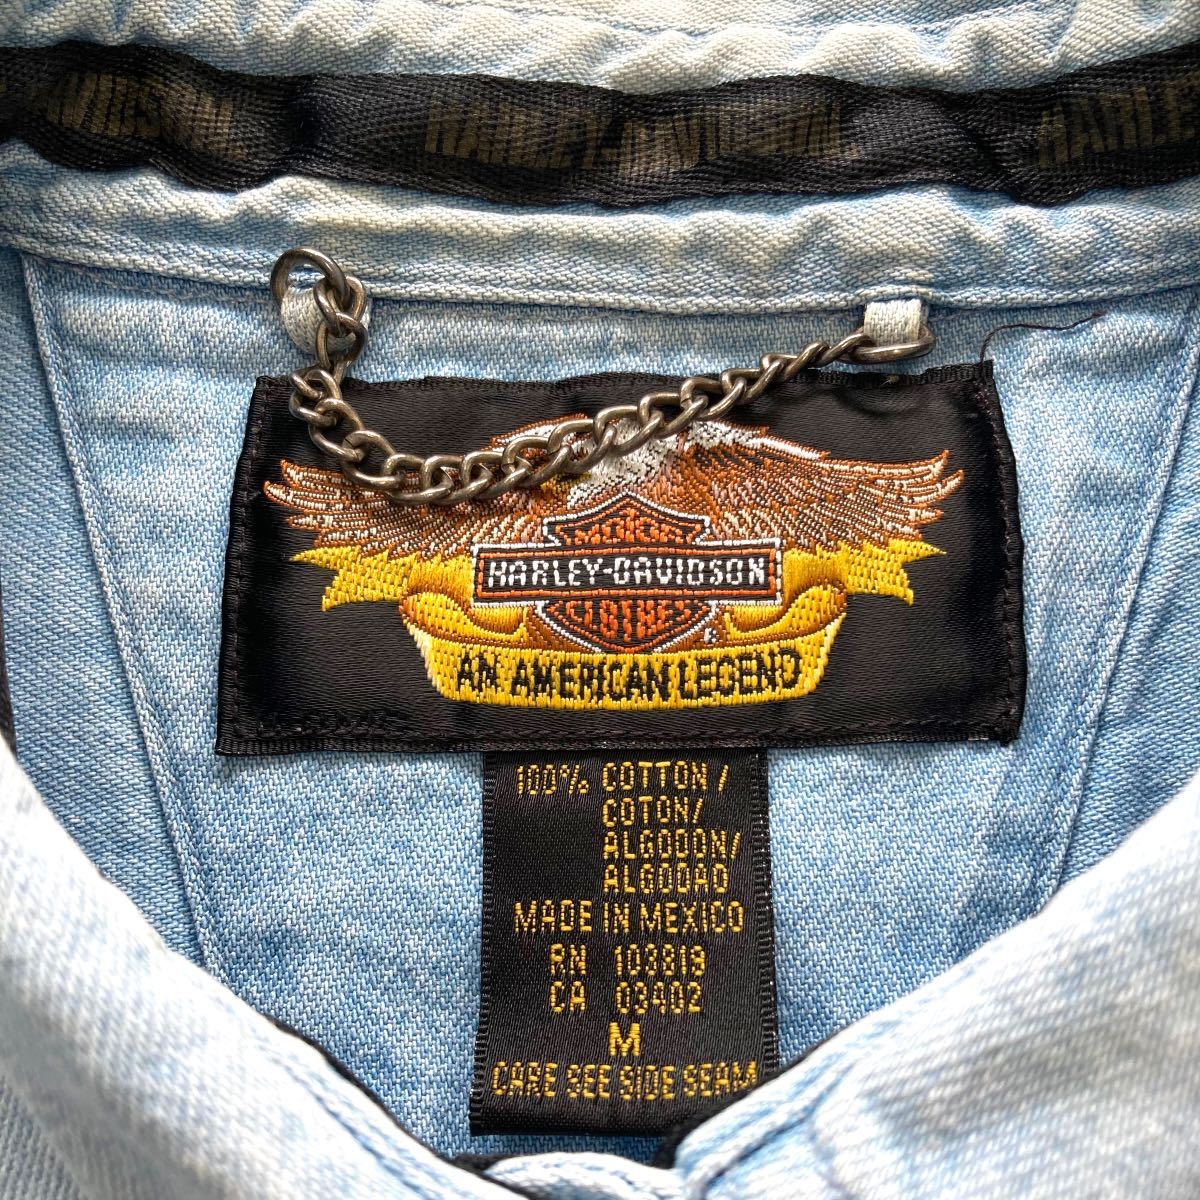 DAVIDSON.
HARLEY-DAVIDSON.
HARLEY
MOTOR
HARLEY-DAVIDSON
CLOTHES
AN AMERICAN LEGEND
100% COTTON /
COTON/
ALGODON/
ALGODAO
MADE IN MEXICO
RN 103819
CA 03402
M
CARE SEE SIDE SEAM